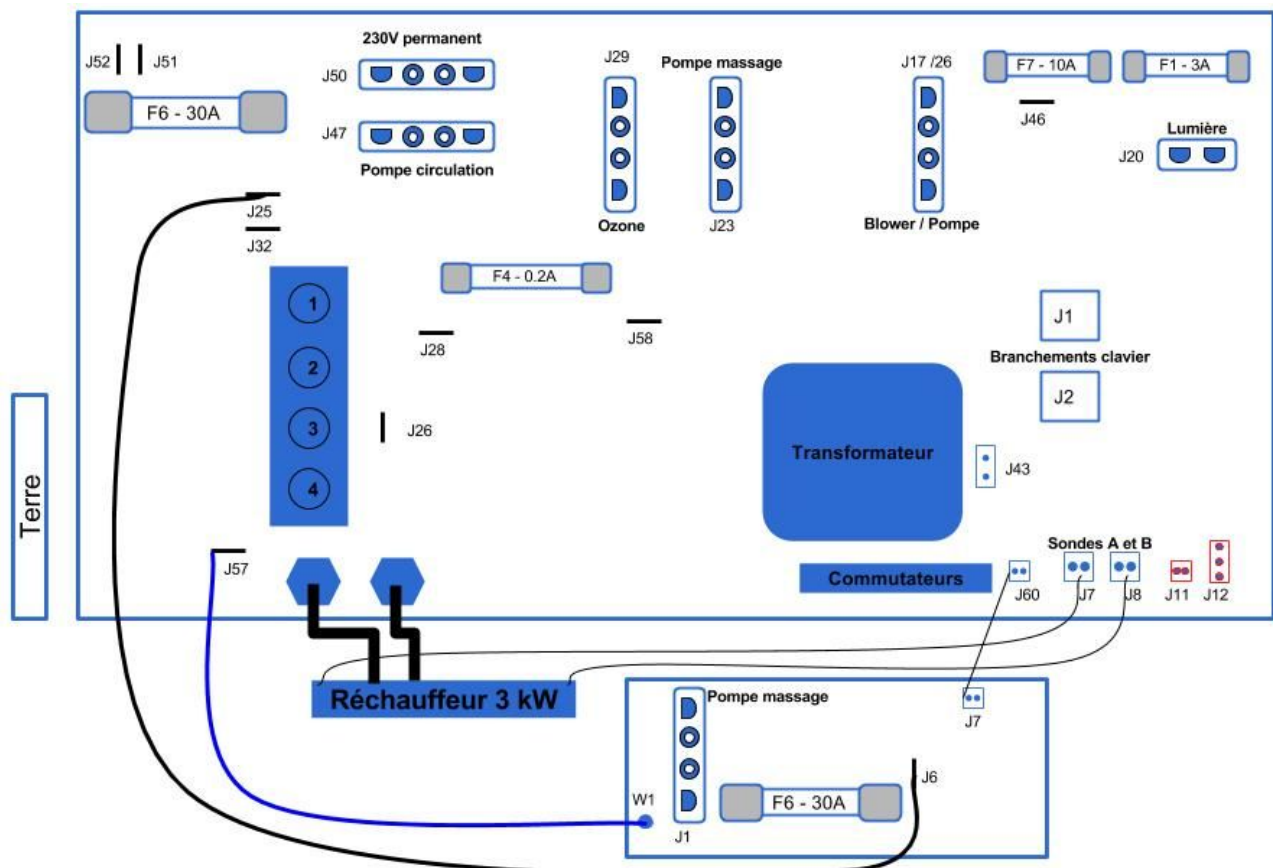 230V permanent
J29
Pompe massage
J17 /26
J52
J51
J50
F7 - 10A
F1 - 3A
F6 - 30A
J46
J47
Lumière
J20
Pompe circulation
J25
Ozone
J23
Blower / Pompe
J32
F4 - 0.2A
1
J1
J28
J58
Branchements clavier
2
J2
3
J26
Transformateur
J43
4
Terre
Sondes A et B
J57
Commutateurs
J60
J7
J8
J11
J12
Réchauffeur 3 kW
Pompe massage
J7
J6
W1
F6 - 30A
J1